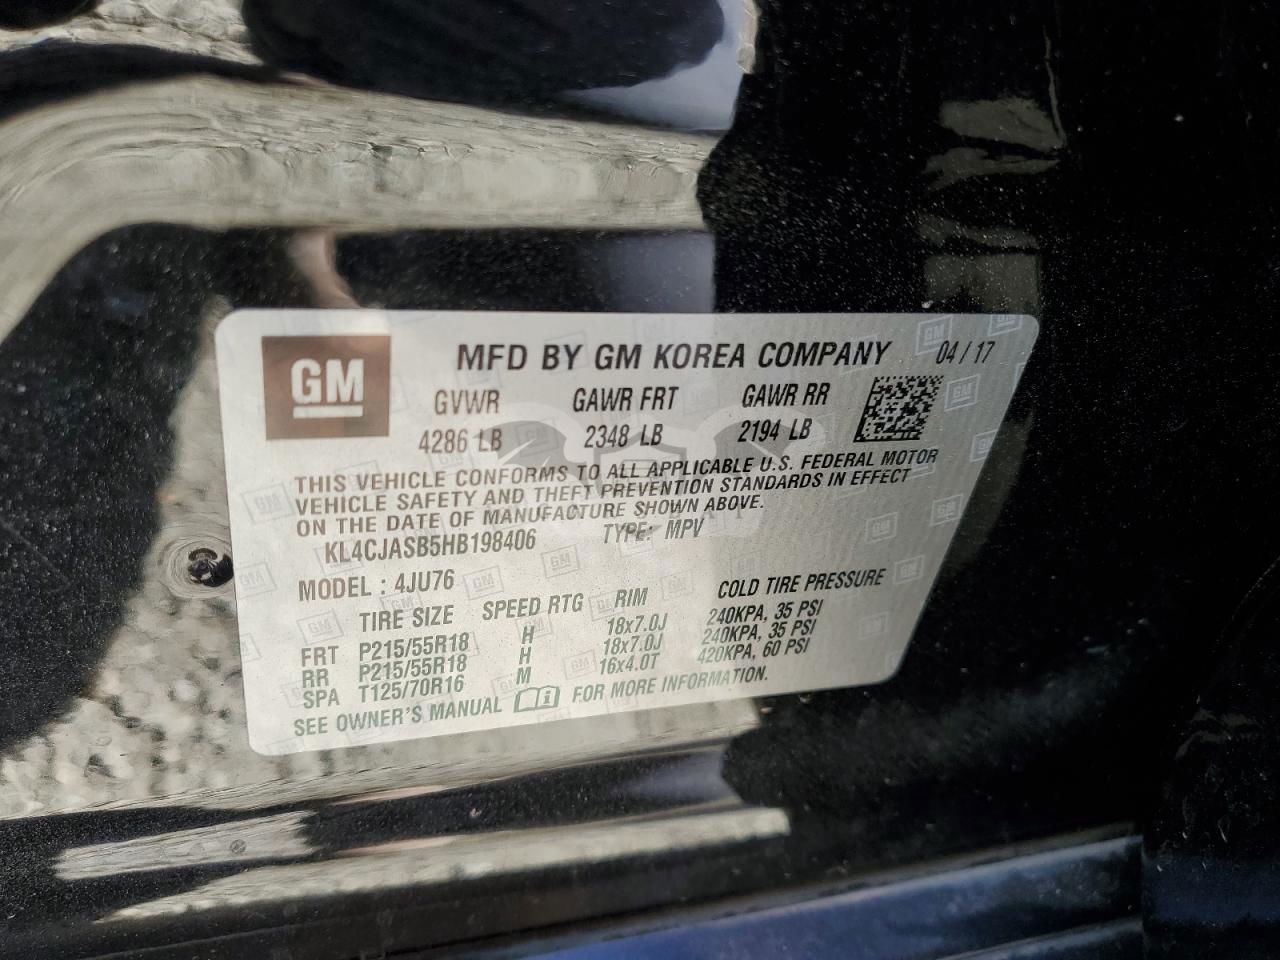 GM
MFD BY GM KOREA COMPANY 04 / 17
GVWR GAWR FRT GAWR RR
4286 LB 2348 LB 2194 LB
THIS VEHICLE CONFORMS TO ALL APPLICABLE U.S. FEDERAL MOTOR
VEHICLE SAFETY AND THEFT PREVENTION STANDARDS IN EFFECT
ON THE DATE OF MANUFACTURE SHOWN ABOVE.
KL4CJASB5HB198406 TYPE: MPV
MODEL : 4JU76
TIRE SIZE SPEED RTG RIM COLD TIRE PRESSURE
FRT P215/55R18 H 18x7.0J 240KPA, 35 PSI
RR P215/55R18 H 18x7.0J 240KPA, 35 PSI
SPA T125/70R16 M 16x4.0T 420KPA, 60 PSI
SEE OWNER'S MANUAL FOR MORE INFORMATION.